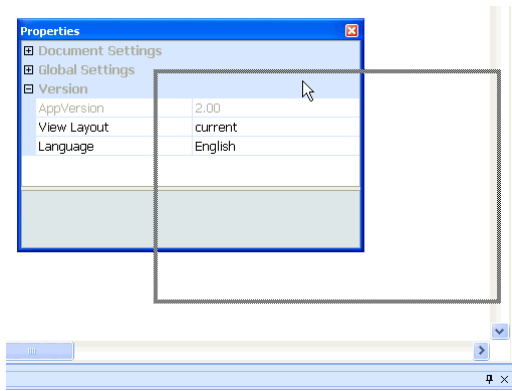 Properties
Document Settings
Global Settings
Version
AppVersion 2.00
View Layout current
Language English